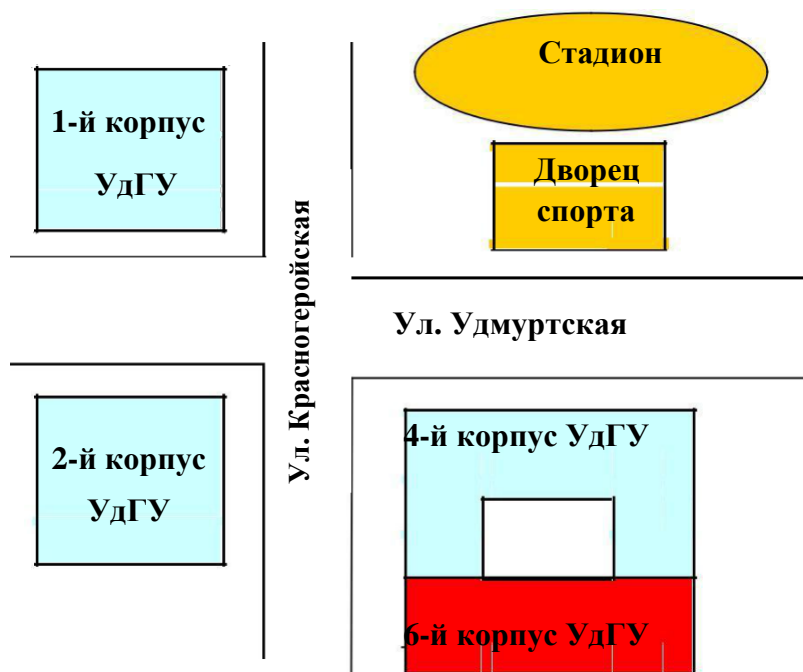 Стадион
1-й корпус
УдГУ
Дворец
спорта
Ул. Красногеройская
Ул. Удмуртская
4-й корпус УдГУ
2-й корпус
УдГУ
6-й корпус УдГУ